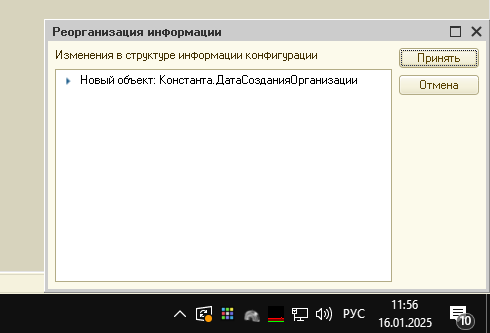 Реорганизация информации
Изменения в структуре информации конфигурации
Принять
Новый объект: Константа.ДатаСозданияОрганизации
Отмена
РУС
11:56
16.01.2025
10